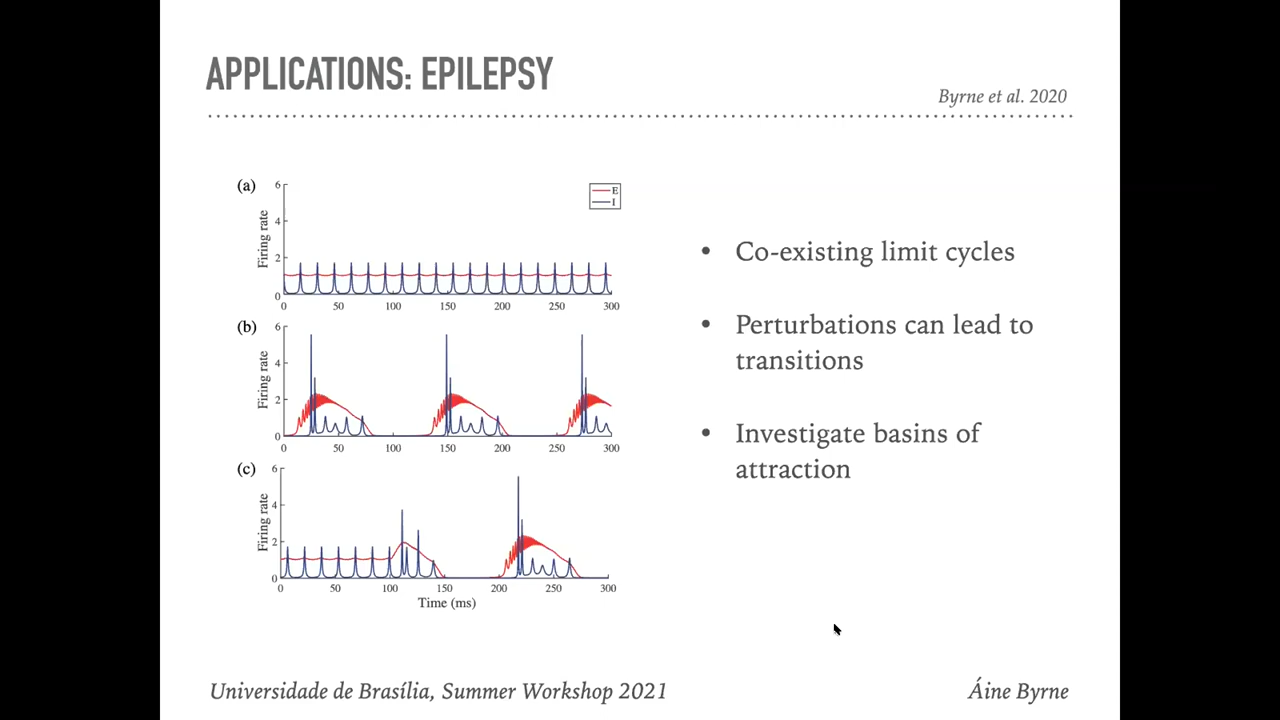 APPLICATIONS: EPILEPSY
Byrne et al. 2020
(a)
6
4
2
0
Firing rate
E
I
0 50 100 150 200 250 300
(b)
6
4
2
0
Firing rate
0 50 100 150 200 250 300
(c)
6
4
2
0
Firing rate
0 50 100 150 200 250 300
Time (ms)
• Co-existing limit cycles
• Perturbations can lead to
transitions
• Investigate basins of
attraction
Universidade de Brasília, Summer Workshop 2021
Áine Byrne